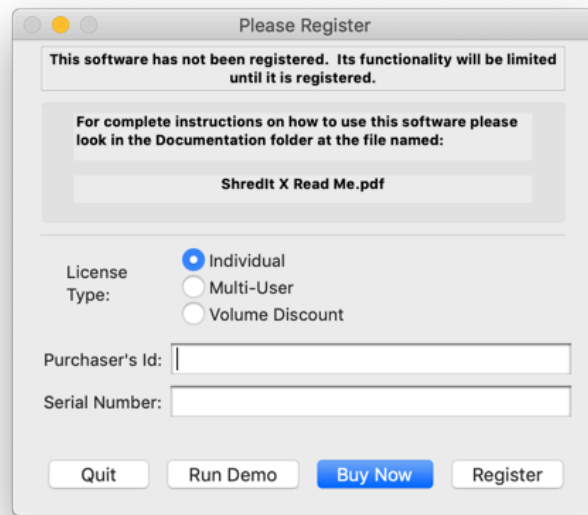 Please Register
This software has not been registered.  Its functionality will be limited
until it is registered.
For complete instructions on how to use this software please
look in the Documentation folder at the file named:
ShredIt X Read Me.pdf
License
Type:
Individual
Multi-User
Volume Discount
Purchaser's Id:
Serial Number:
Quit
Run Demo
Buy Now
Register